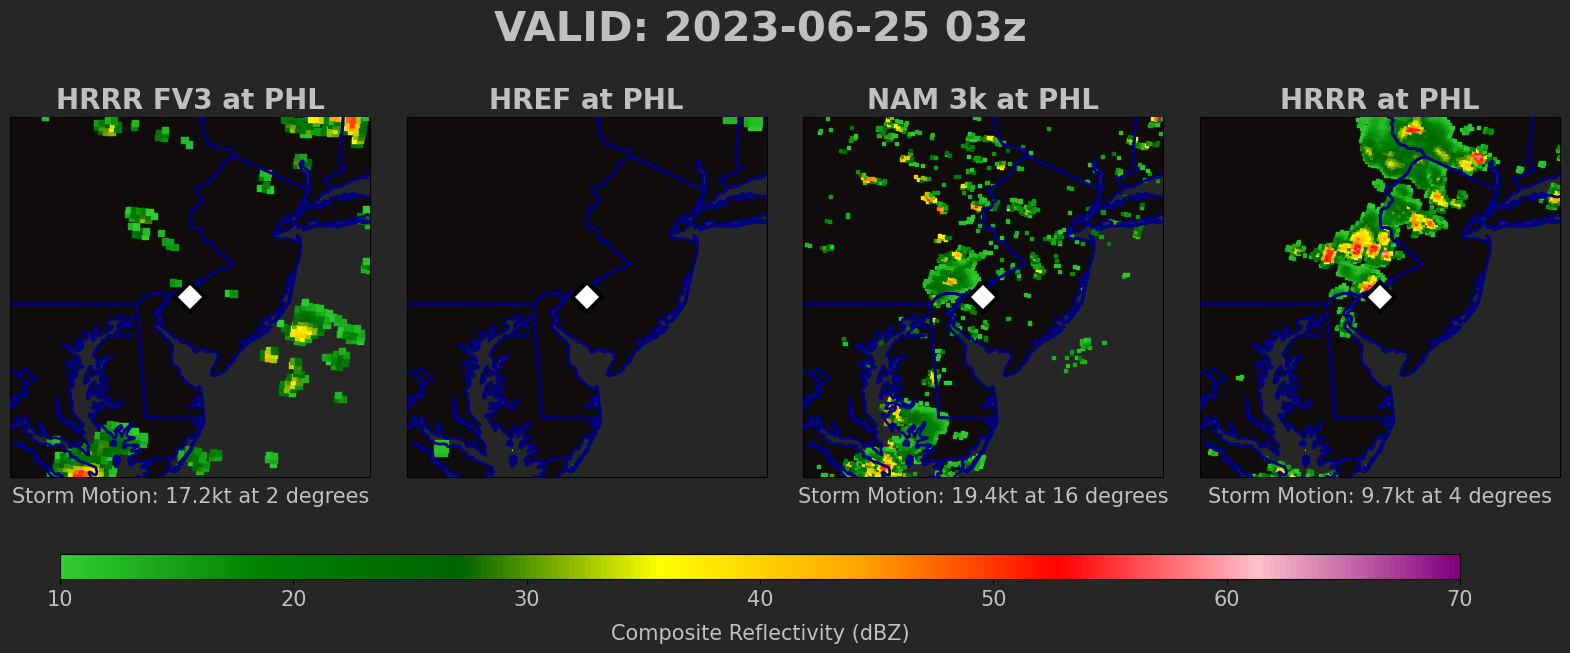 VALID: 2023-06-25 03z
HRRR FV3 at PHL
HREF at PHL
NAM 3k at PHL
HRRR at PHL
Storm Motion: 17.2kt at 2 degrees
Storm Motion: 19.4kt at 16 degrees
Storm Motion: 9.7kt at 4 degrees
10 20 30 40 50 60 70
Composite Reflectivity (dBZ)